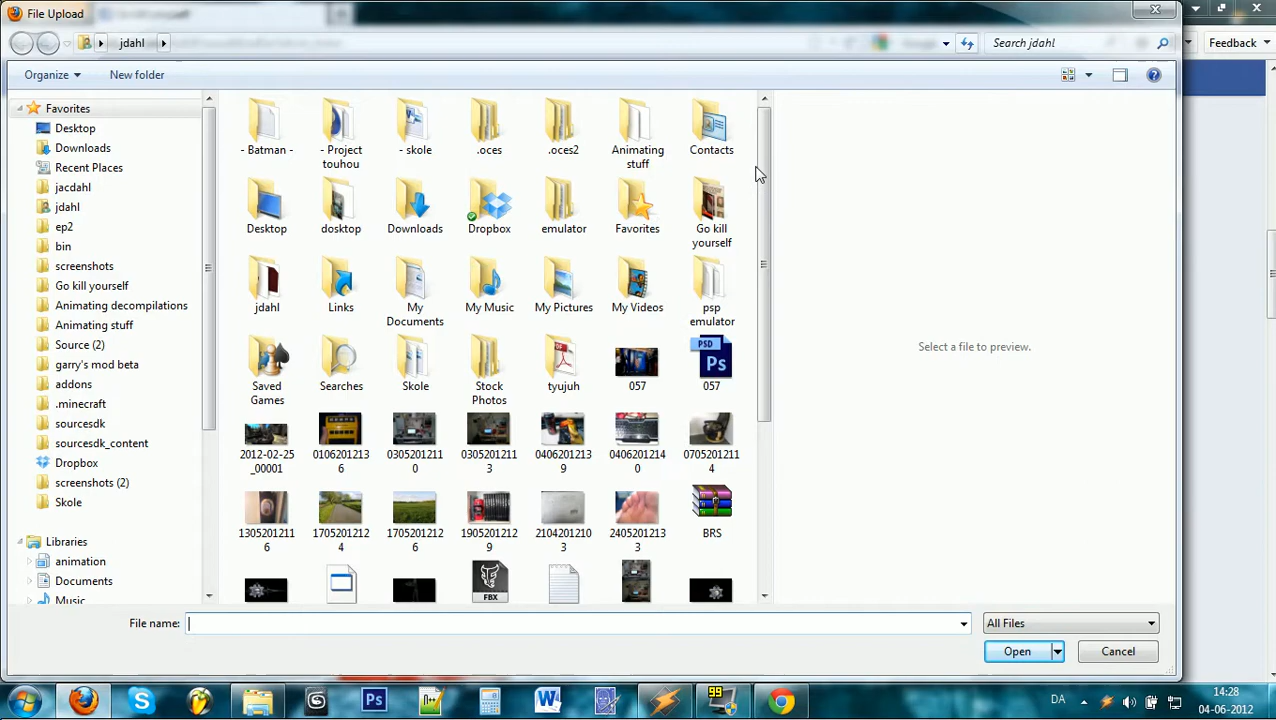 File Upload
jdahl
Search jdahl
Feedback
Organize
New folder
Favorites
Desktop
Downloads
Recent Places
jacdahl
jdahl
ep2
bin
screenshots
Go kill yourself
Animating decompilations
Animating stuff
Source (2)
garry's mod beta
addons
.minecraft
sourcesdk
sourcesdk_content
Dropbox
screenshots (2)
Skole
Libraries
animation
Documents
Music
- Batman -
- Project touhou
- skole
.oces
.oces2
Animating stuff
Contacts
Desktop
dosktop
Downloads
Dropbox
emulator
Favorites
Go kill yourself
jdahl
Links
My Documents
My Music
My Pictures
My Videos
psp emulator
Saved Games
Searches
Skole
Stock Photos
tyujuh
057
PSD
Ps
057
2012-02-25_00001
01062012136
03052012110
03052012113
04062012139
04062012140
07052012114
13052012116
17052012124
17052012126
19052012129
21042012103
24052012133
BRS
FBX
Select a file to preview.
File name:
All Files
Open
Cancel
Ps
W
99
DA
14:28
04-06-2012